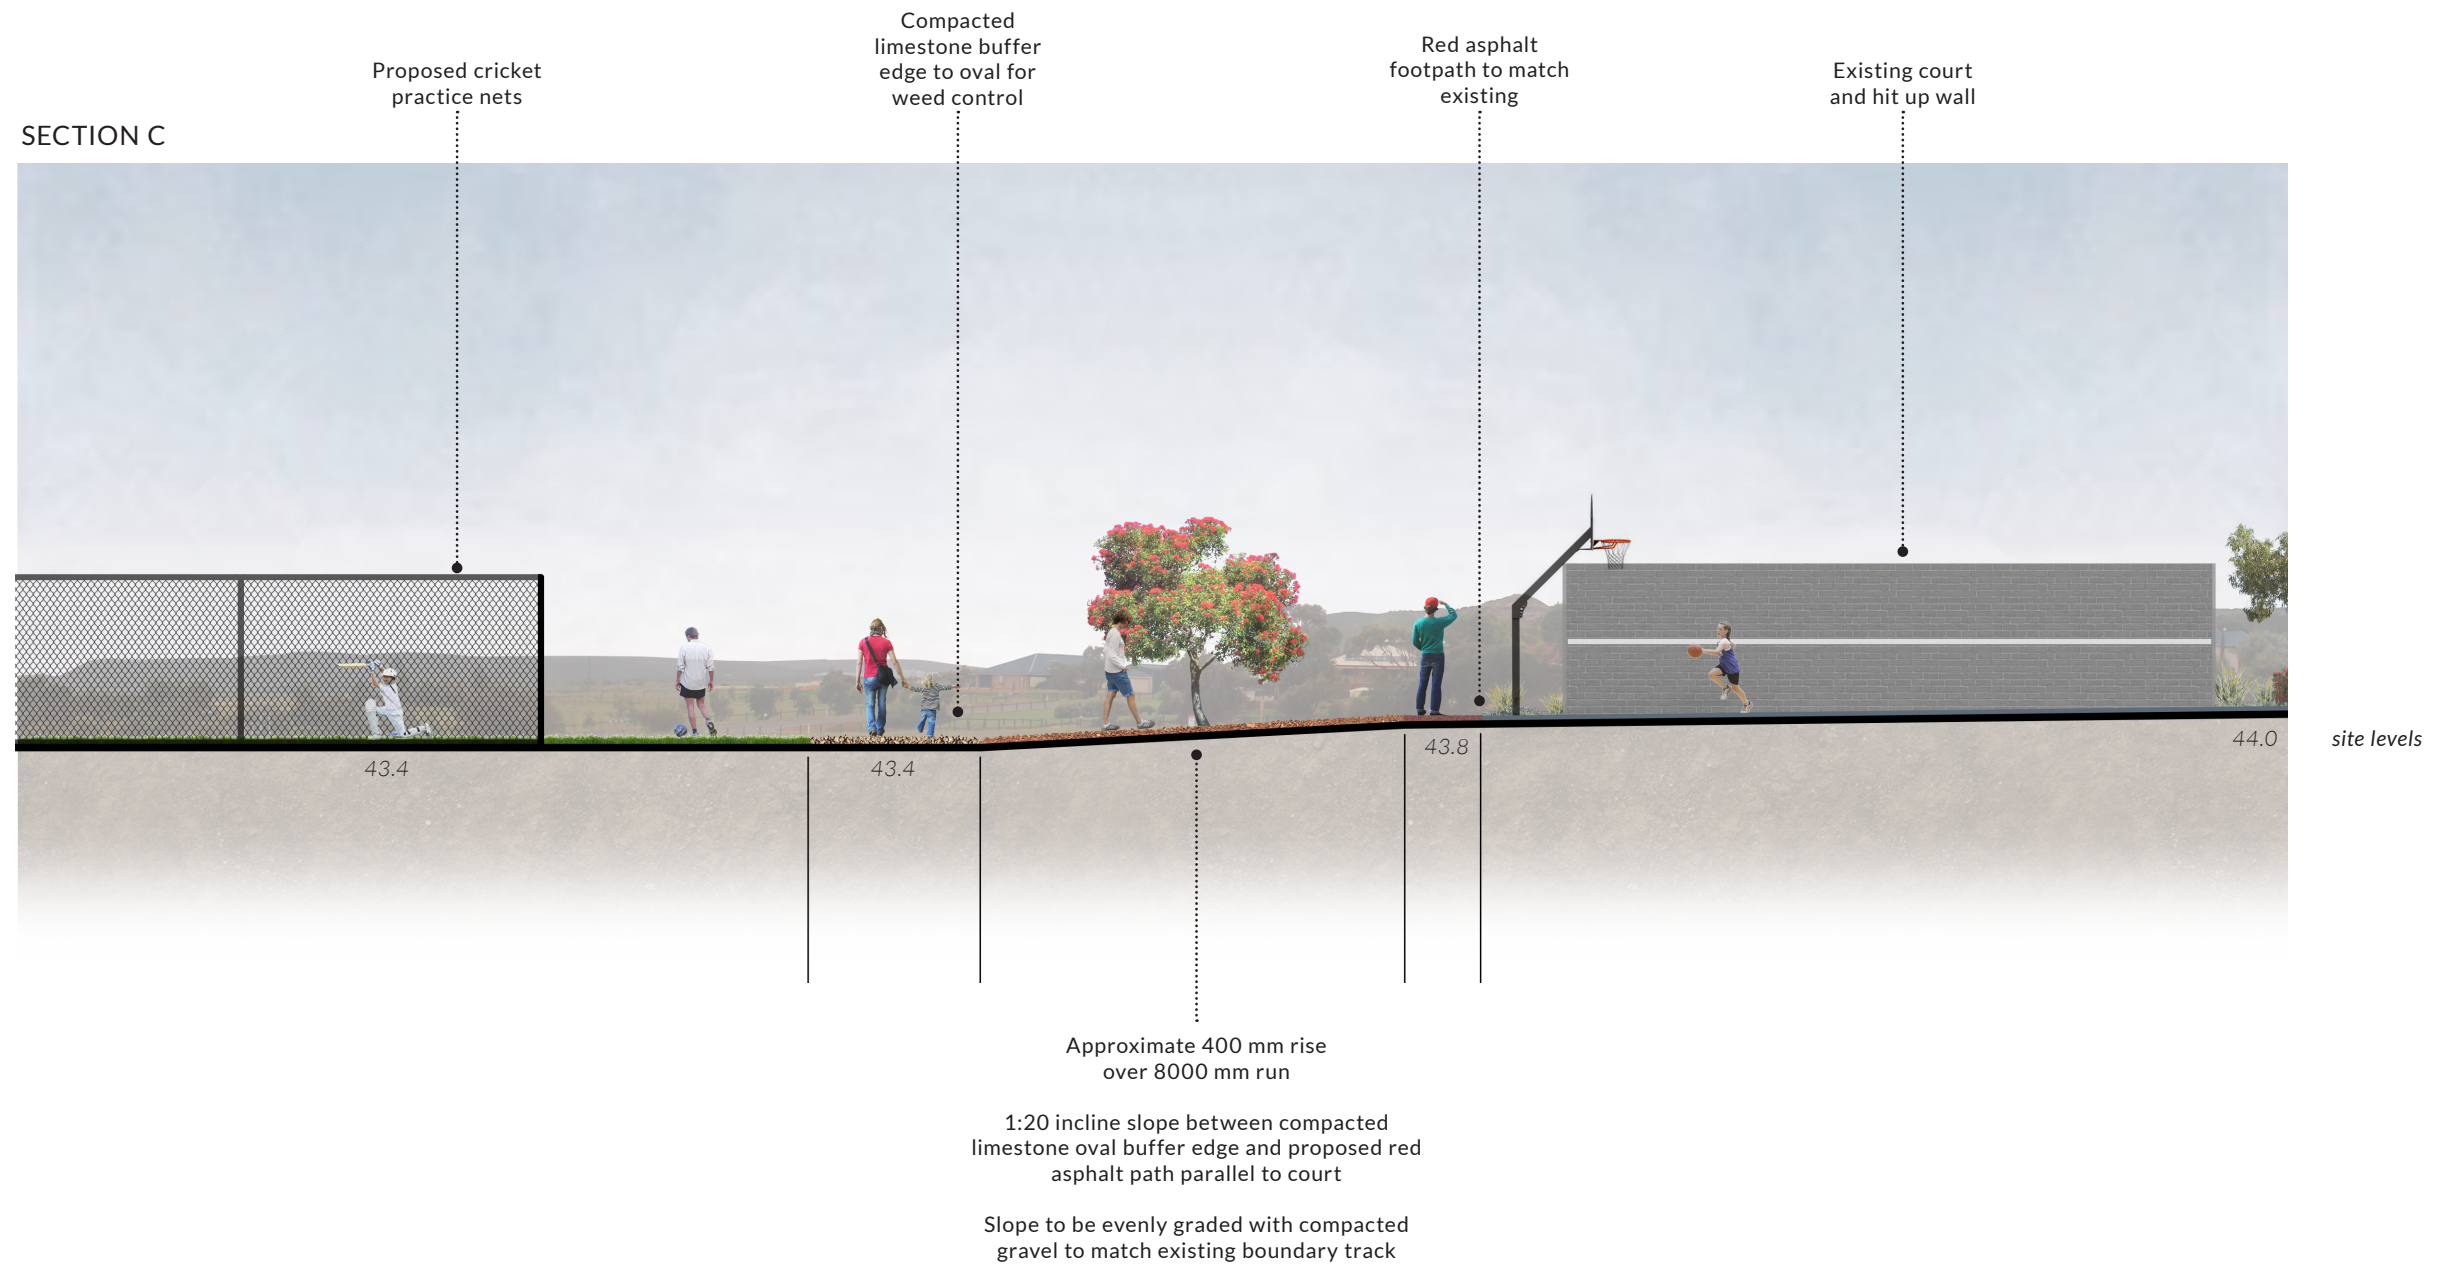 Compacted
limestone buffer
edge to oval for
weed control
Red asphalt
footpath to match
existing
Proposed cricket
practice nets
Existing court
and hit up wall
SECTION C
43.4
43.4
43.8
44.0
site levels
Approximate 400 mm rise
over 8000 mm run
1:20 incline slope between compacted
limestone oval buffer edge and proposed red
asphalt path parallel to court
Slope to be evenly graded with compacted
gravel to match existing boundary track